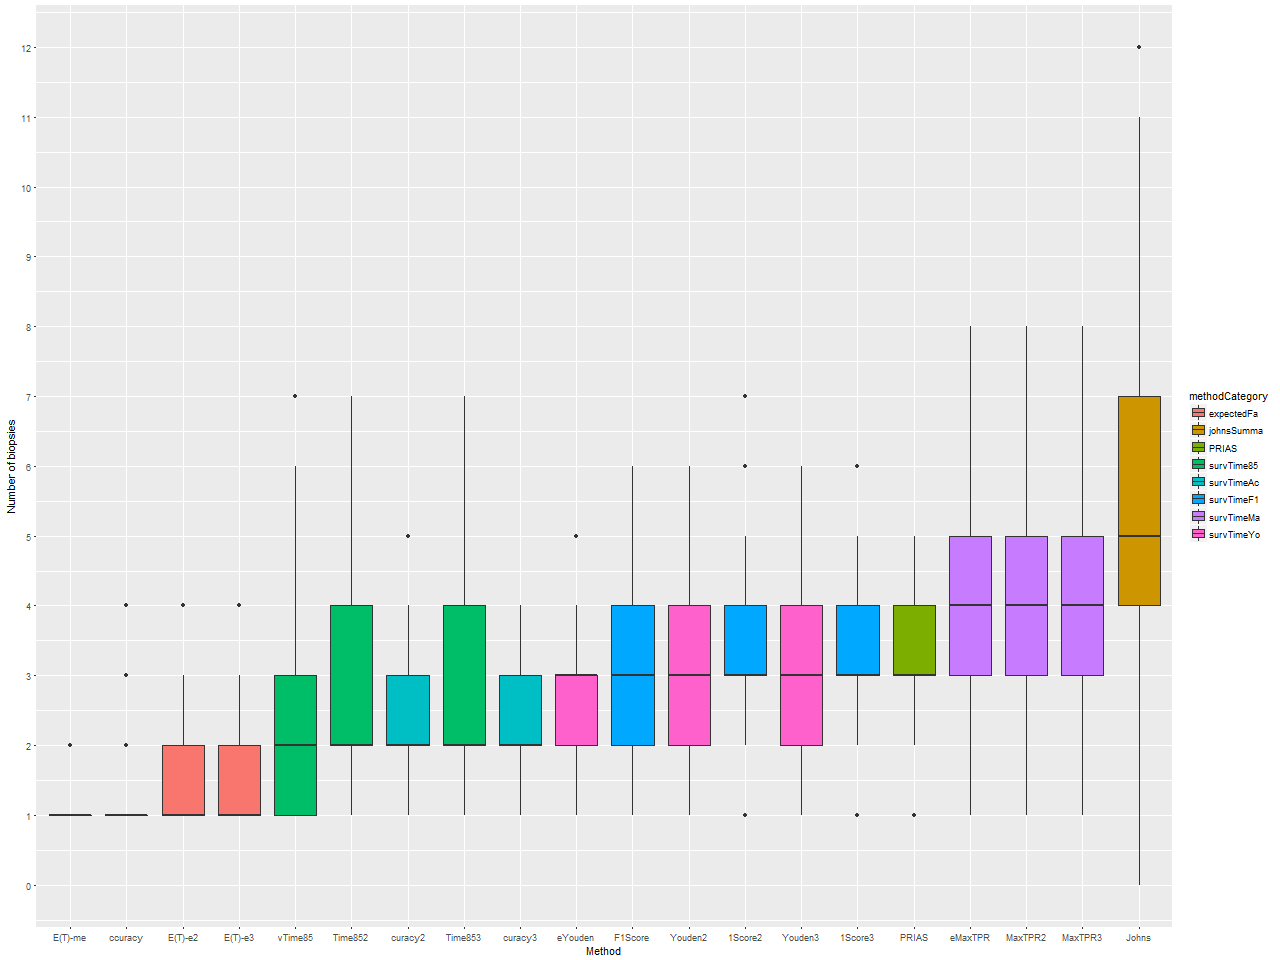 12
11
10
9
8
7
6
5
4
3
2
1
0
Number of biopsies
E(T)-me ccuracy E(T)-e2 E(T)-e3 vTime85 Time852 curacy2 Time853 curacy3 eYouden F1Score Youden2 1Score2 Youden3 1Score3 PRIAS eMaxTPR MaxTPR2 MaxTPR3 Johns
Method
methodCategory
expectedFa
johnsSumma
PRIAS
survTime85
survTimeAc
survTimeF1
survTimeMa
survTimeYo